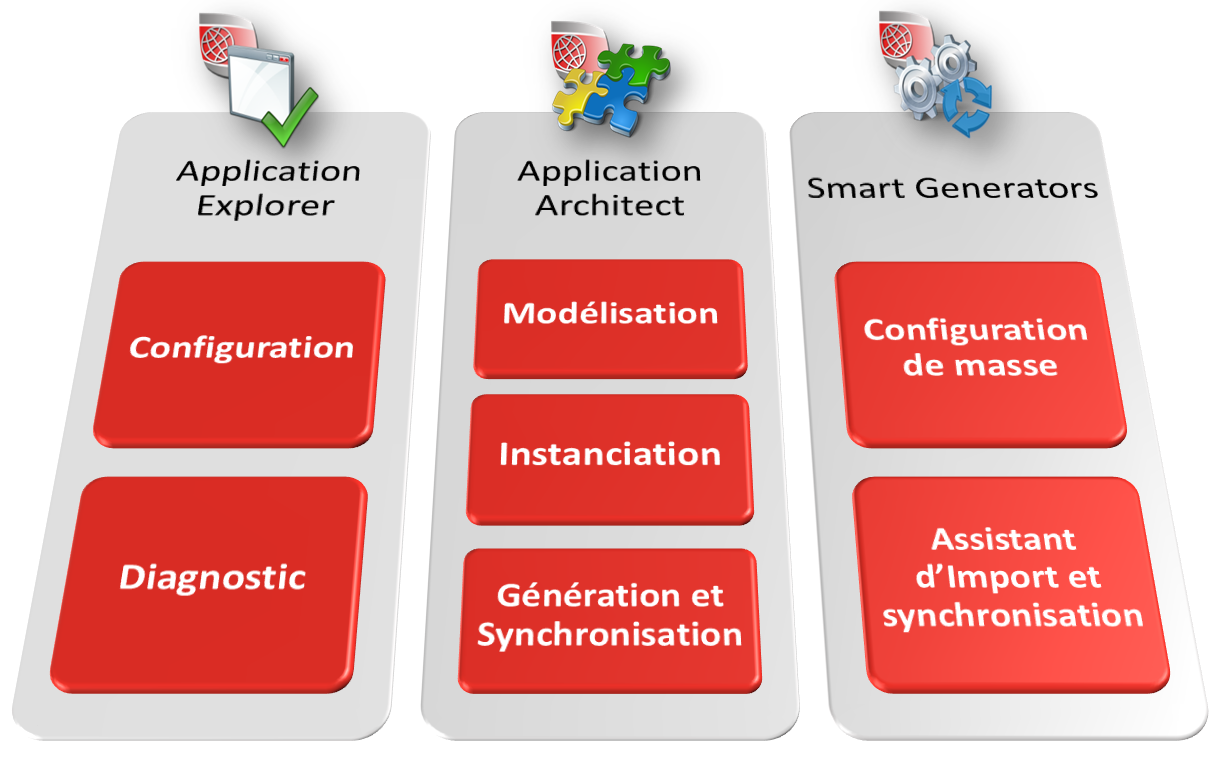 Application
Explorer
Configuration
Diagnostic
Application
Architect
Modélisation
Instanciation
Génération et
Synchronisation
Smart Generators
Configuration
de masse
Assistant
d’Import et
synchronisation